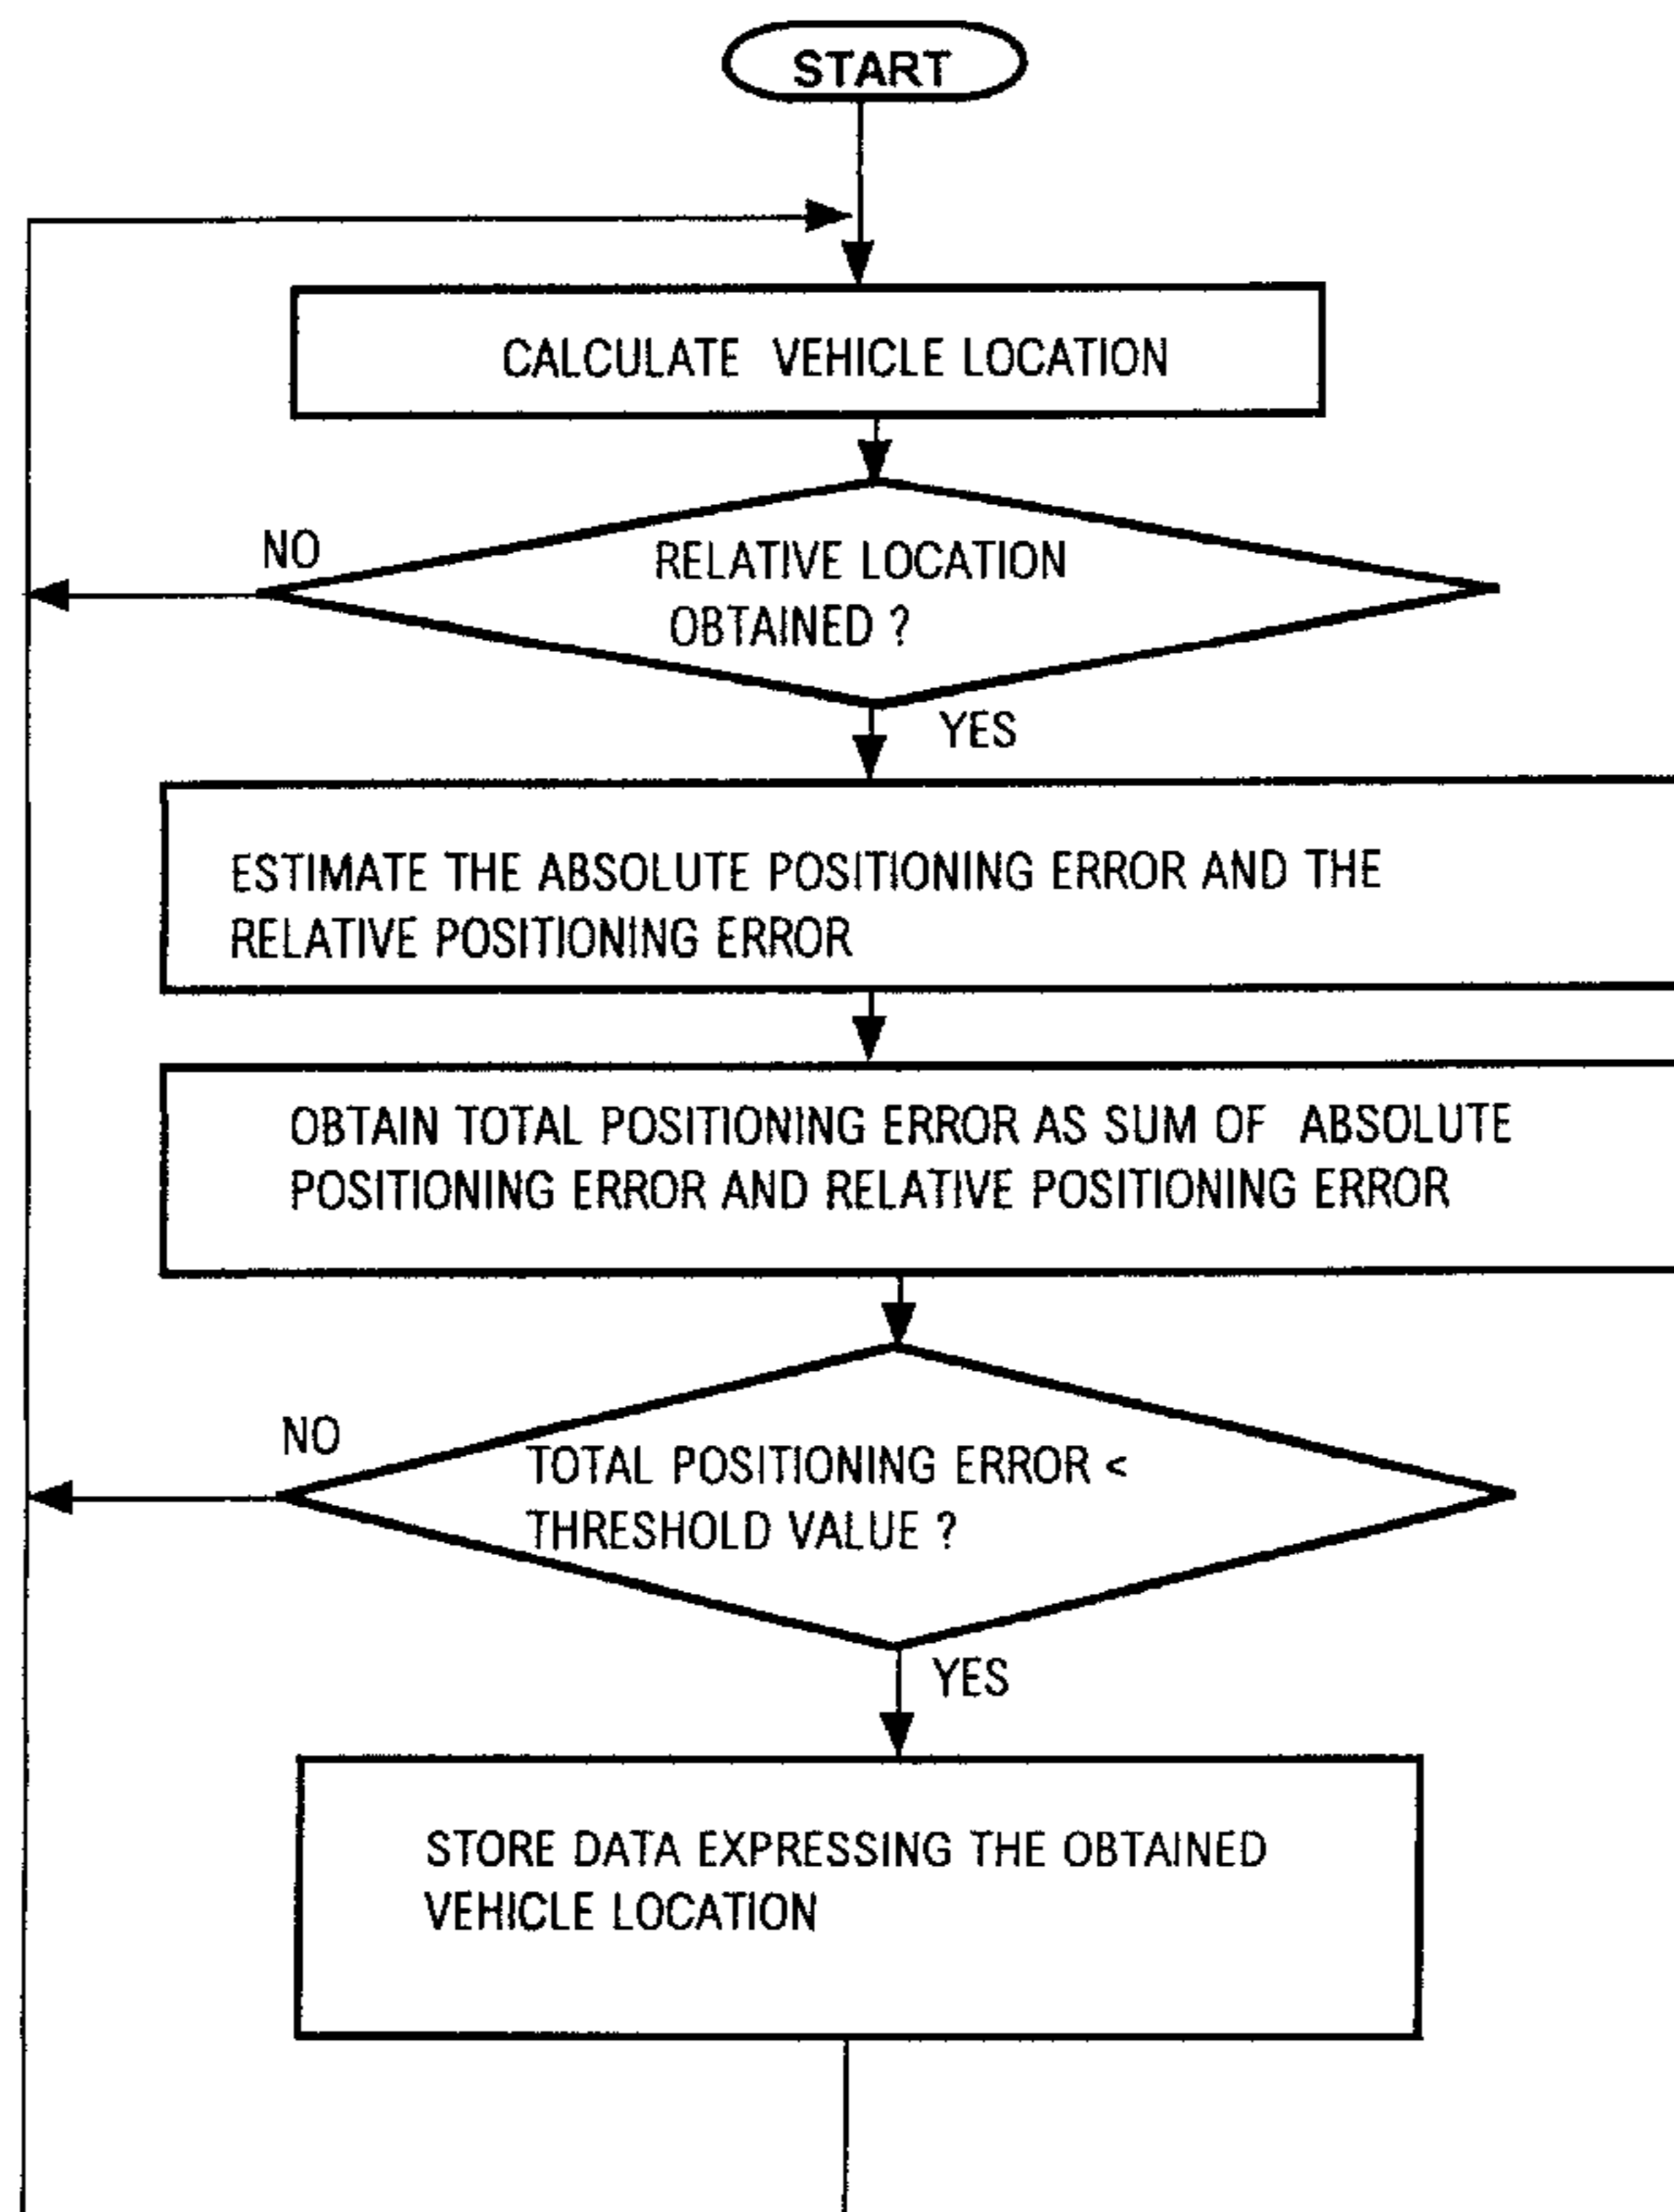 START
CALCULATE VEHICLE LOCATION
NO
RELATIVE LOCATION
OBTAINED ?
YES
ESTIMATE THE ABSOLUTE POSITIONING ERROR AND THE
RELATIVE POSITIONING ERROR
OBTAIN TOTAL POSITIONING ERROR AS SUM OF ABSOLUTE
POSITIONING ERROR AND RELATIVE POSITIONING ERROR
NO
TOTAL POSITIONING ERROR <
THRESHOLD VALUE ?
YES
STORE DATA EXPRESSING THE OBTAINED
VEHICLE LOCATION